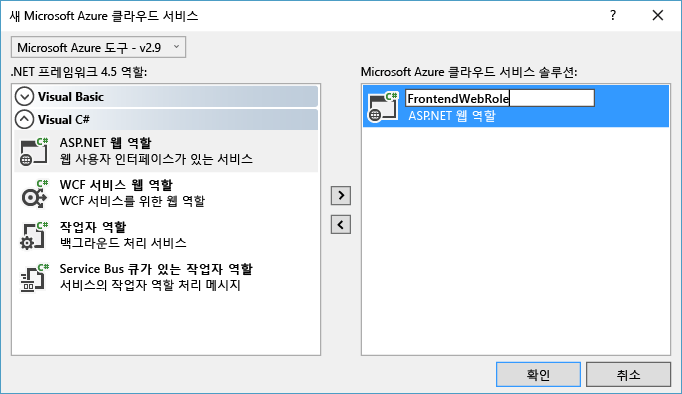 새 Microsoft Azure 클라우드 서비스
?
Microsoft Azure 도구 - v2.9
.NET 프레임워크 4.5 역할:
Visual Basic
Visual C#
C#
ASP.NET 웹 역할
웹 사용자 인터페이스가 있는 서비스
C#
WCF 서비스 웹 역할
WCF 서비스를 위한 웹 역할
C#
작업자 역할
백그라운드 처리 서비스
C#
Service Bus 큐가 있는 작업자 역할
서비스의 작업자 역할 처리 메시지
Microsoft Azure 클라우드 서비스 솔루션:
C#
FrontendWebRole
ASP.NET 웹 역할
확인
취소